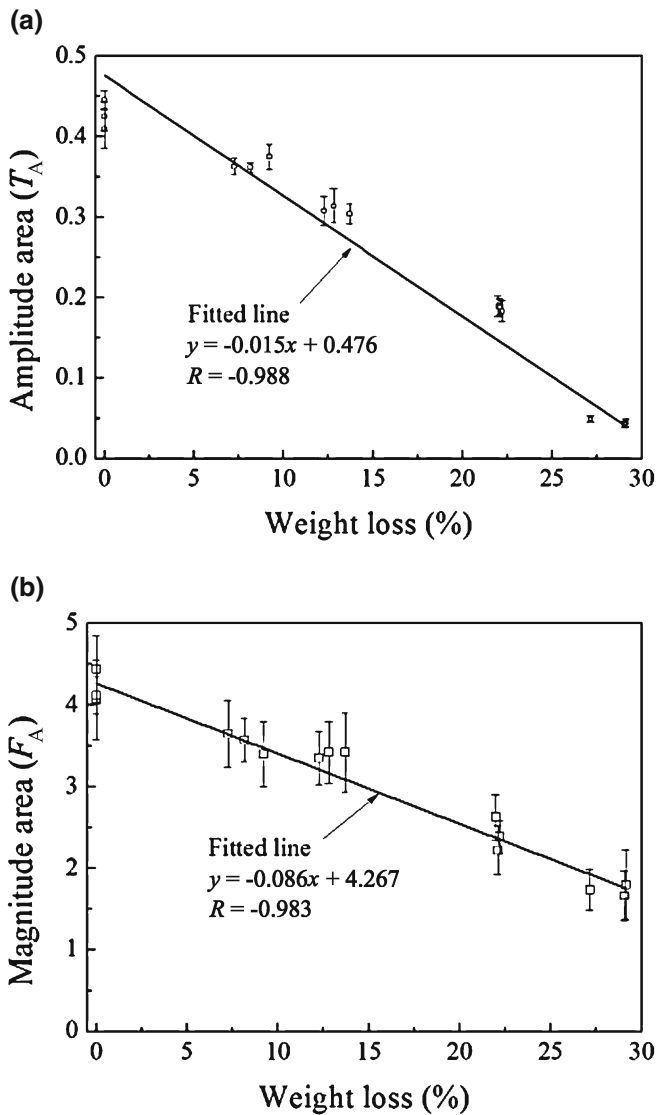 (a)
0.5
0.4
0.3
0.2
0.1
0.0
Amplitude area (T_A)
Fitted line
y = -0.015x + 0.476
R = -0.988
0 5 10 15 20 25 30
Weight loss (%)
(b)
5
4
3
2
1
0
Magnitude area (F_A)
Fitted line
y = -0.086x + 4.267
R = -0.983
0 5 10 15 20 25 30
Weight loss (%)